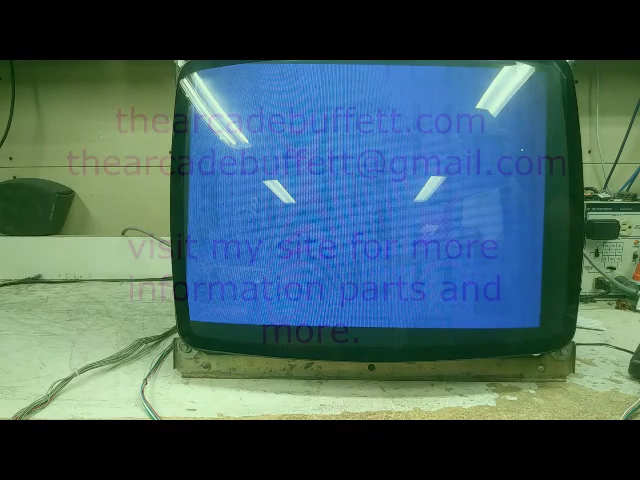 thearcadebuffett.com
thearcadebuffett@gmail.com
visit my site for more
information parts and
more.